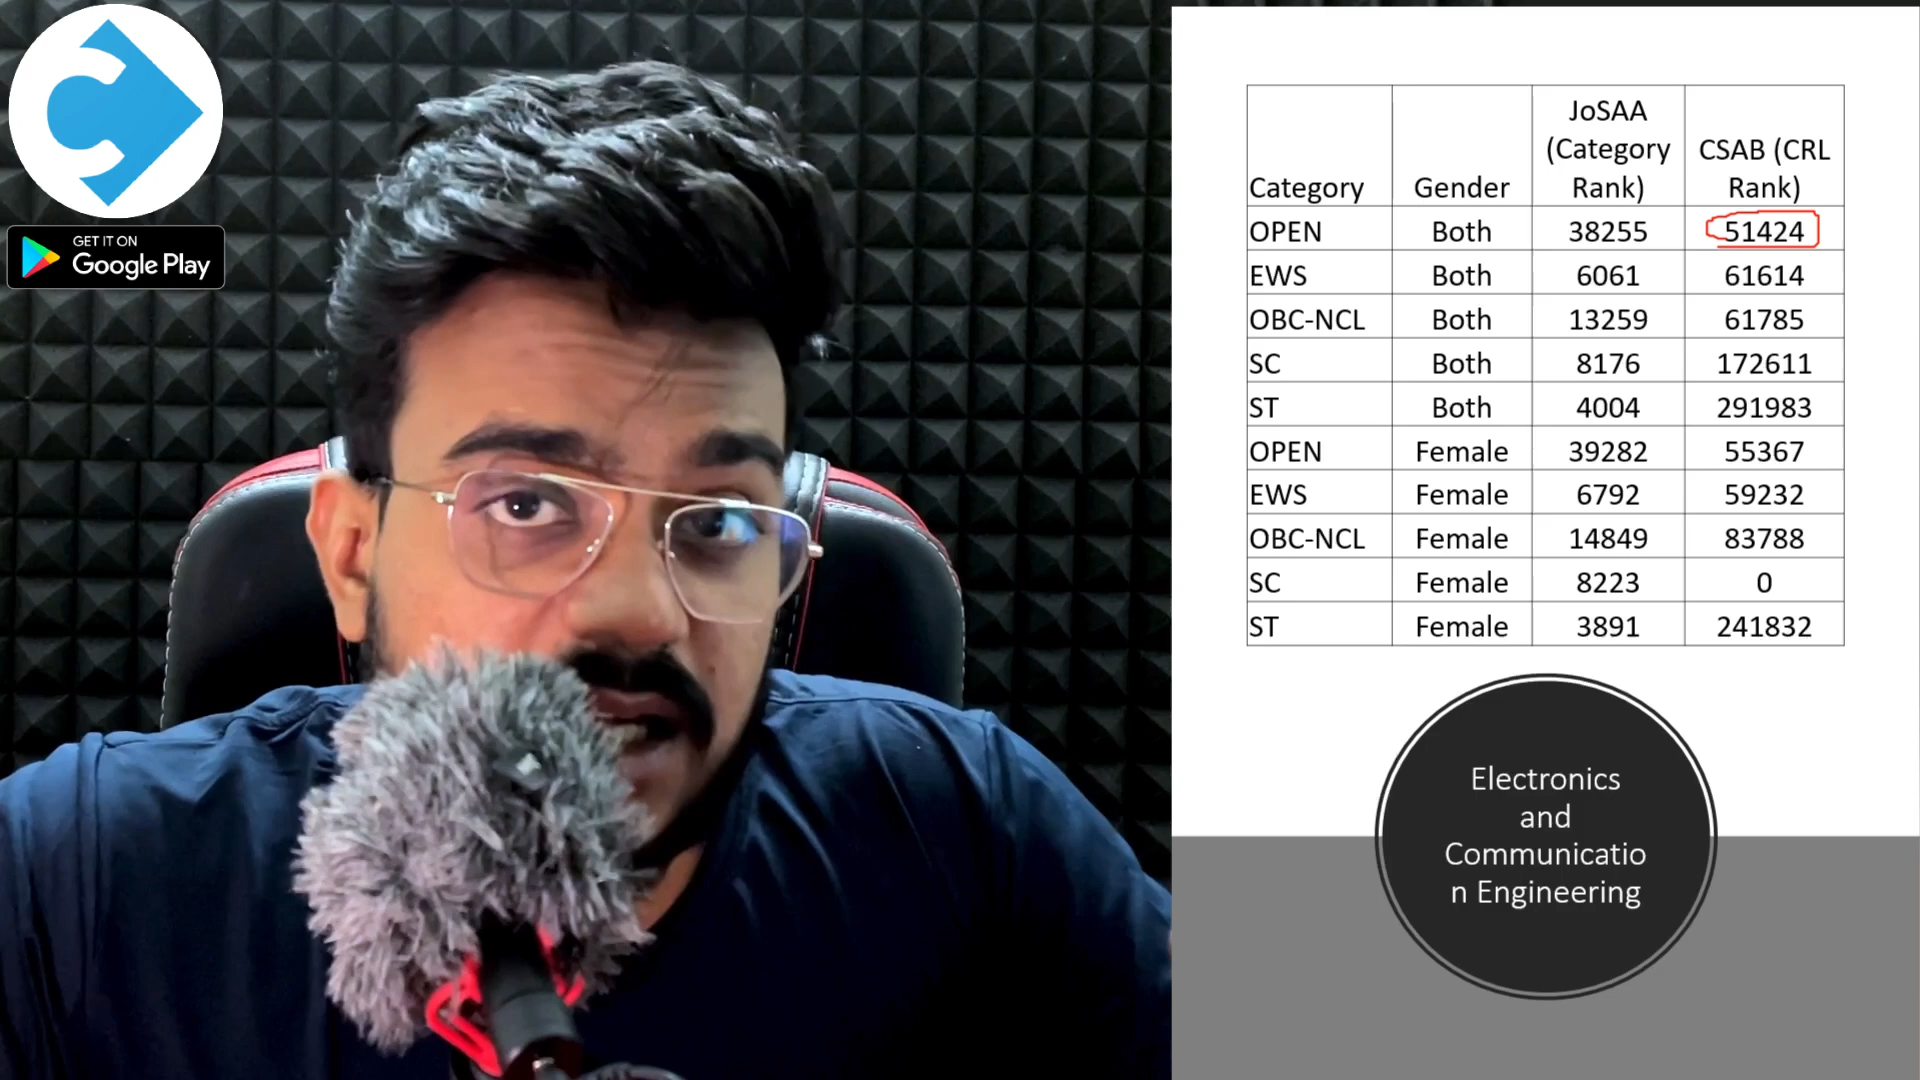 GET IT ON
Google Play
Category Gender JoSAA (Category Rank) CSAB (CRL Rank)
OPEN Both 38255 51424
EWS Both 6061 61614
OBC-NCL Both 13259 61785
SC Both 8176 172611
ST Both 4004 291983
OPEN Female 39282 55367
EWS Female 6792 59232
OBC-NCL Female 14849 83788
SC Female 8223 0
ST Female 3891 241832
Electronics
and
Communicatio
n Engineering